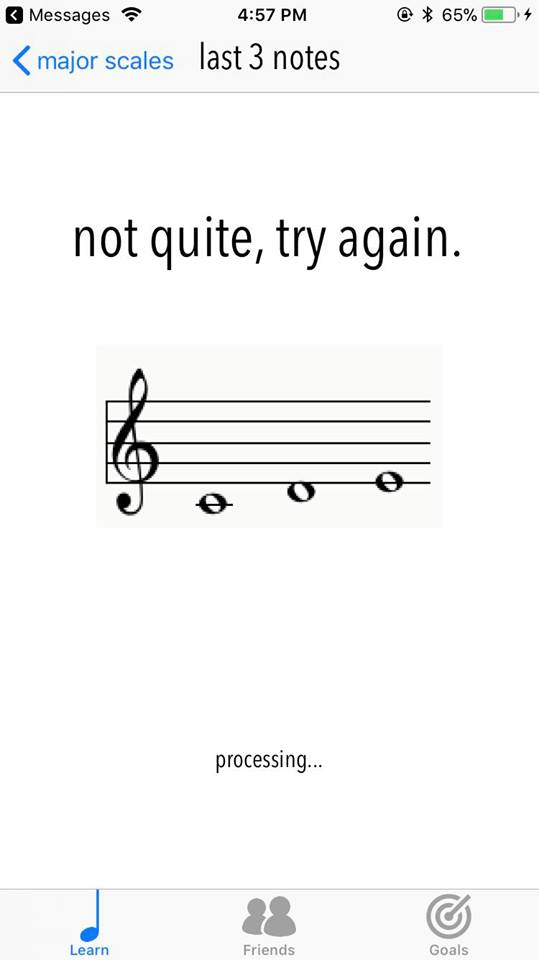 Messages 4:57 PM 65%
major scales last 3 notes
not quite, try again.
processing...
Learn Friends Goals